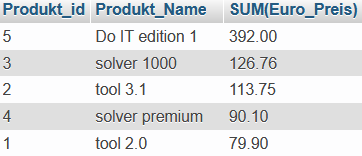 Produkt_id Produkt_Name SUM(Euro_Preis)
5 Do IT edition 1 392.00
3 solver 1000 126.76
2 tool 3.1 113.75
4 solver premium 90.10
1 tool 2.0 79.90